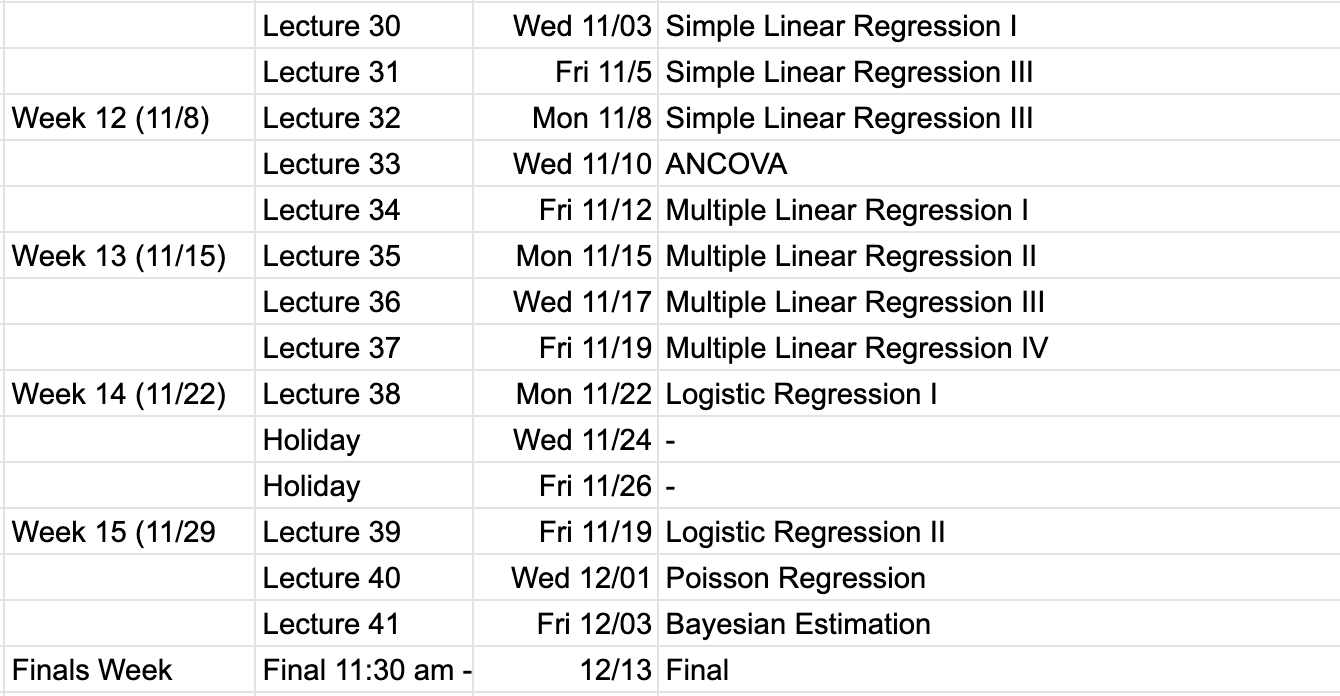 Lecture 30 Wed 11/03 Simple Linear Regression I
Lecture 31 Fri 11/5 Simple Linear Regression III
Week 12 (11/8) Lecture 32 Mon 11/8 Simple Linear Regression III
Lecture 33 Wed 11/10 ANCOVA
Lecture 34 Fri 11/12 Multiple Linear Regression I
Week 13 (11/15) Lecture 35 Mon 11/15 Multiple Linear Regression II
Lecture 36 Wed 11/17 Multiple Linear Regression III
Lecture 37 Fri 11/19 Multiple Linear Regression IV
Week 14 (11/22) Lecture 38 Mon 11/22 Logistic Regression I
Holiday Wed 11/24 -
Holiday Fri 11/26 -
Week 15 (11/29 Lecture 39 Fri 11/19 Logistic Regression II
Lecture 40 Wed 12/01 Poisson Regression
Lecture 41 Fri 12/03 Bayesian Estimation
Finals Week Final 11:30 am - 12/13 Final